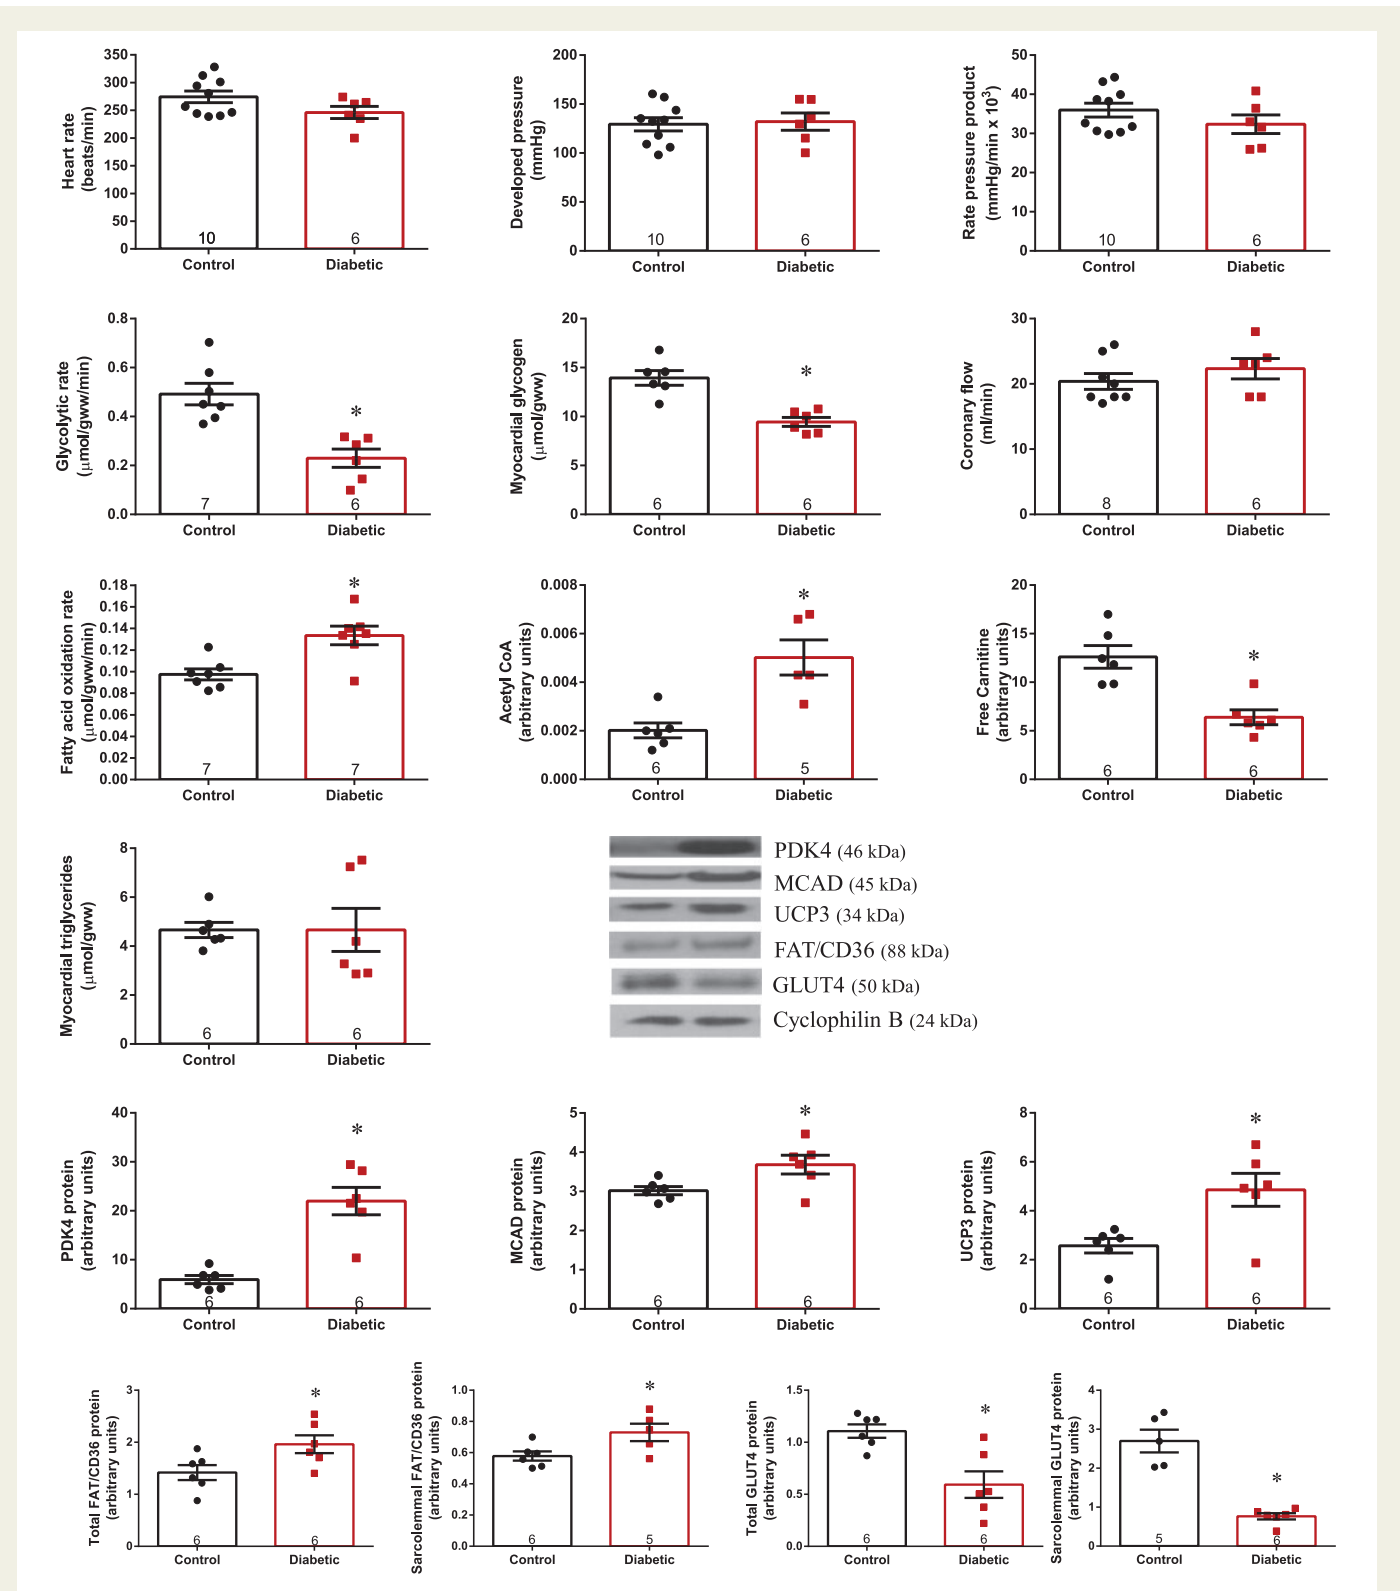 Heart rate
(beats/min)
350
300
250
200
150
100
50
0
10
6
Control
Diabetic
Developed pressure
(mmHg)
200
150
100
50
0
10
6
Control
Diabetic
Rate pressure product
(mmHg/min x 10³)
50
40
30
20
10
0
10
6
Control
Diabetic
Glycolytic rate
(μmol/gww/min)
0.8
0.6
0.4
0.2
0.0
*
7
6
Control
Diabetic
Myocardial glycogen
(μmol/gww)
20
15
10
5
0
*
6
6
Control
Diabetic
Coronary flow
(ml/min)
30
20
10
0
8
6
Control
Diabetic
Fatty acid oxidation rate
(μmol/gww/min)
0.18
0.16
0.14
0.12
0.10
0.08
0.06
0.04
0.02
0.00
*
7
7
Control
Diabetic
Acetyl CoA
(arbitrary units)
0.008
0.006
0.004
0.002
0.000
*
6
5
Control
Diabetic
Free Carnitine
(arbitrary units)
20
15
10
5
0
*
6
6
Control
Diabetic
Myocardial triglycerides
(μmol/gww)
8
6
4
2
0
6
6
Control
Diabetic
PDK4 (46 kDa)
MCAD (45 kDa)
UCP3 (34 kDa)
FAT/CD36 (88 kDa)
GLUT4 (50 kDa)
Cyclophilin B (24 kDa)
PDK4 protein
(arbitrary units)
40
30
20
10
0
*
6
6
Control
Diabetic
MCAD protein
(arbitrary units)
5
4
3
2
1
0
*
6
6
Control
Diabetic
UCP3 protein
(arbitrary units)
8
6
4
2
0
*
6
6
Control
Diabetic
Total FAT/CD36 protein
(arbitrary units)
3
2
1
0
*
6
6
Control
Diabetic
Sarcolemmal FAT/CD36 protein
(arbitrary units)
1.0
0.8
0.6
0.4
0.2
0.0
*
6
5
Control
Diabetic
Total GLUT4 protein
(arbitrary units)
1.5
1.0
0.5
0.0
*
6
6
Control
Diabetic
Sarcolemmal GLUT4 protein
(arbitrary units)
4
3
2
1
0
*
5
6
Control
Diabetic